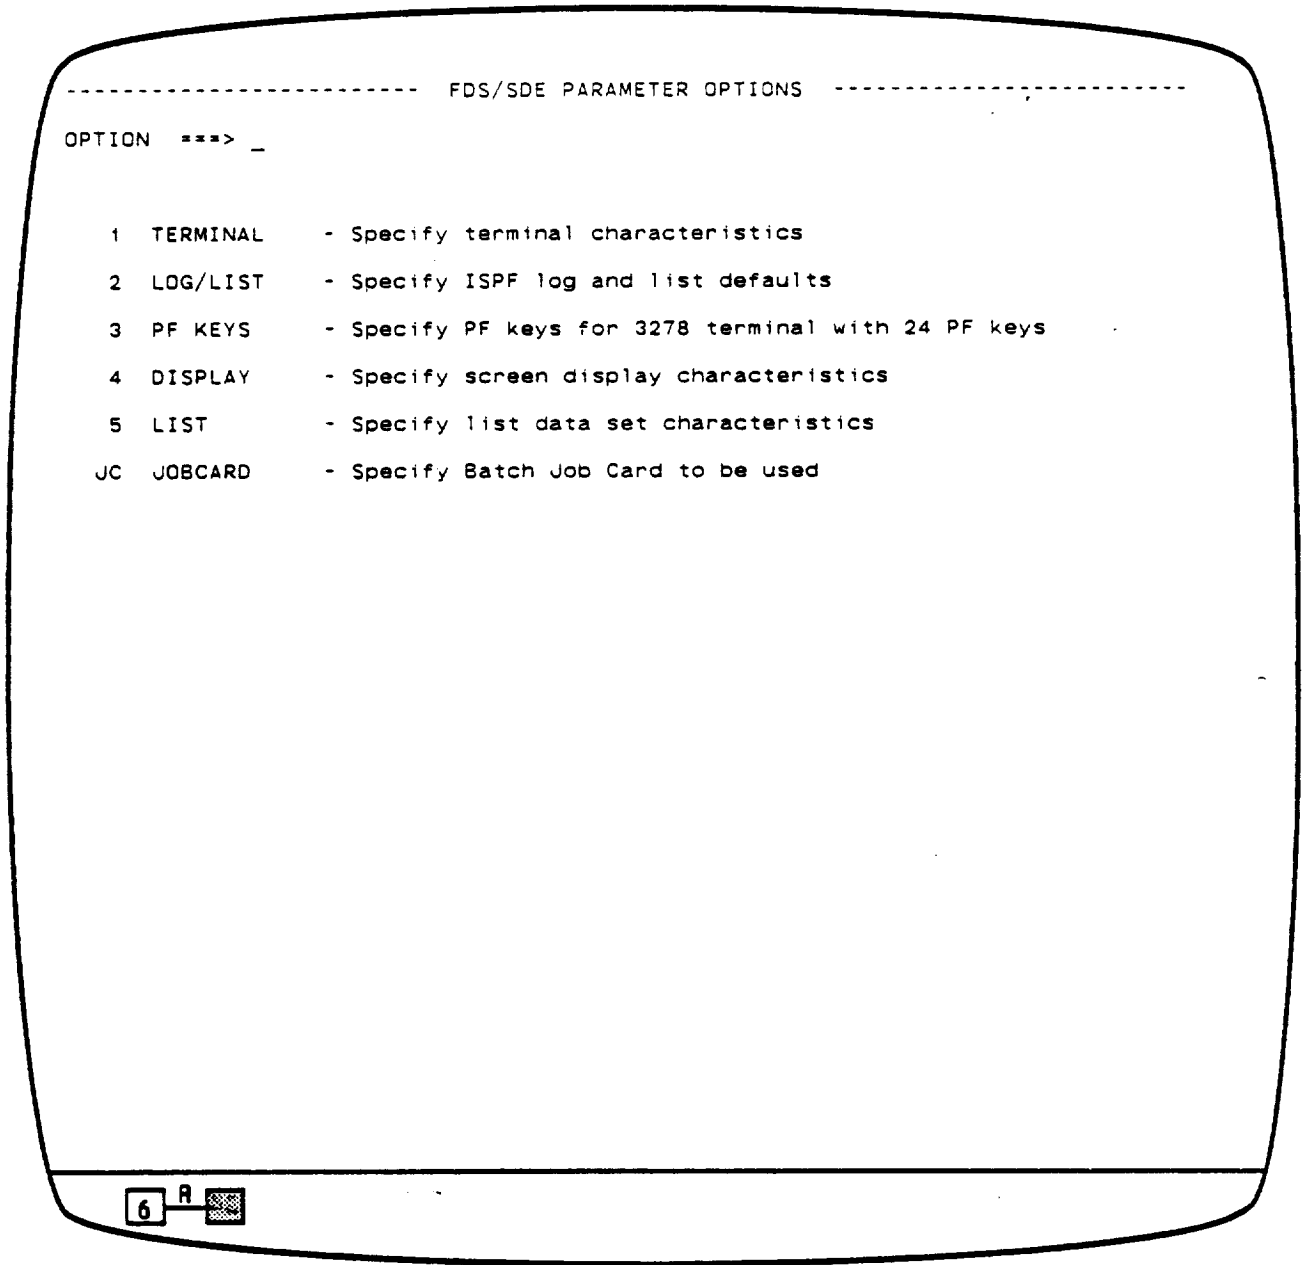 ------------------------- FDS/SDE PARAMETER OPTIONS -------------------------
OPTION ===> _
1 TERMINAL - Specify terminal characteristics
2 LOG/LIST - Specify ISPF log and list defaults
3 PF KEYS - Specify PF keys for 3278 terminal with 24 PF keys
4 DISPLAY - Specify screen display characteristics
5 LIST - Specify list data set characteristics
JC JOBCARD - Specify Batch Job Card to be used
6 A